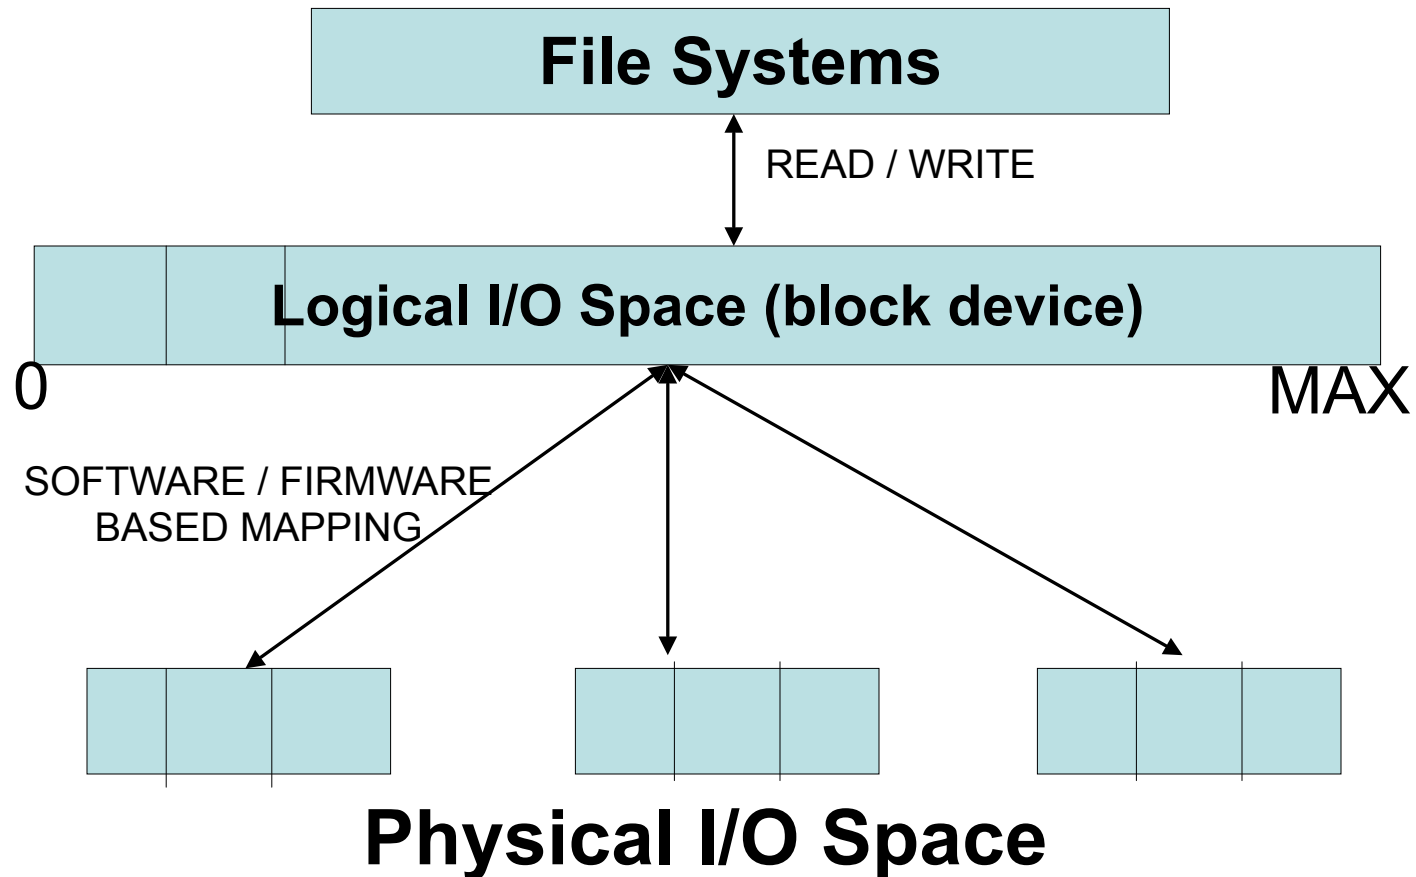 File Systems
READ / WRITE
Logical I/O Space (block device)
0
MAX
SOFTWARE / FIRMWARE
BASED MAPPING
Physical I/O Space